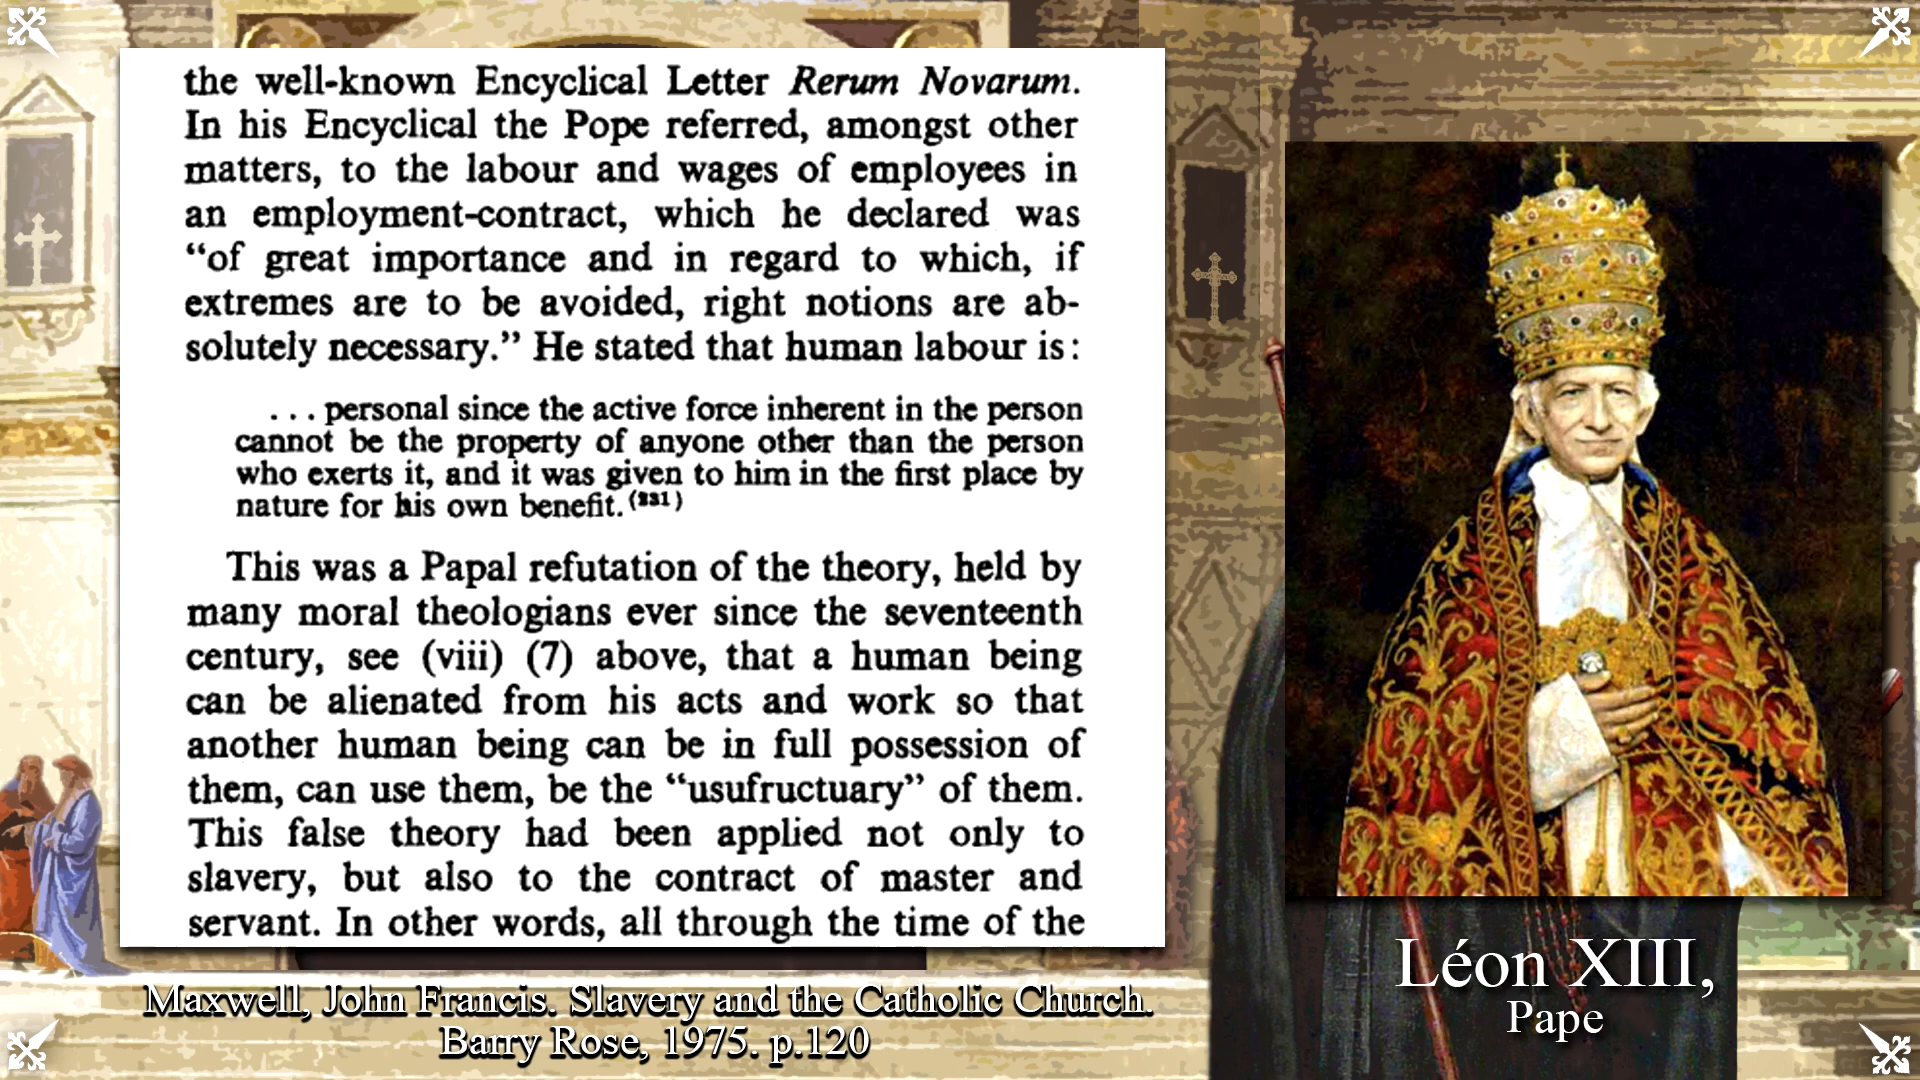 the well-known Encyclical Letter Rerum Novarum.
In his Encyclical the Pope referred, amongst other
matters, to the labour and wages of employees in
an employment-contract, which he declared was
“of great importance and in regard to which, if
extremes are to be avoided, right notions are ab-
solutely necessary.” He stated that human labour is:
. . . personal since the active force inherent in the person
cannot be the property of anyone other than the person
who exerts it, and it was given to him in the first place by
nature for his own benefit.(331)
This was a Papal refutation of the theory, held by
many moral theologians ever since the seventeenth
century, see (viii) (7) above, that a human being
can be alienated from his acts and work so that
another human being can be in full possession of
them, can use them, be the “usufructuary” of them.
This false theory had been applied not only to
slavery, but also to the contract of master and
servant. In other words, all through the time of the
Maxwell, John Francis. Slavery and the Catholic Church.
Barry Rose, 1975. p.120
Léon XIII,
Pape